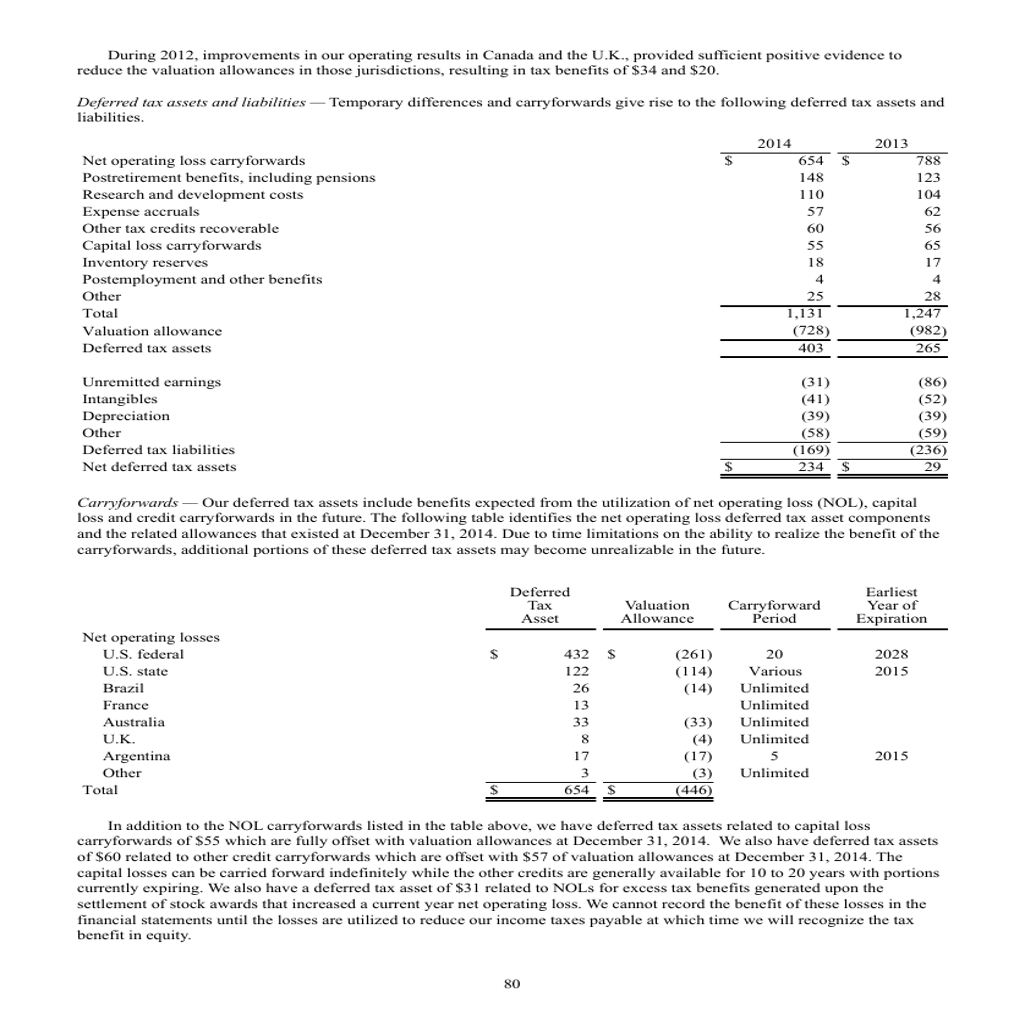 During 2012, improvements in our operating results in Canada and the U.K., provided sufficient positive evidence to
reduce the valuation allowances in those jurisdictions, resulting in tax benefits of $34 and $20.
Deferred tax assets and liabilities — Temporary differences and carryforwards give rise to the following deferred tax assets and
liabilities.
2014 2013
Net operating loss carryforwards $ 654 $ 788
Postretirement benefits, including pensions 148 123
Research and development costs 110 104
Expense accruals 57 62
Other tax credits recoverable 60 56
Capital loss carryforwards 55 65
Inventory reserves 18 17
Postemployment and other benefits 4 4
Other 25 28
Total 1,131 1,247
Valuation allowance (728) (982)
Deferred tax assets 403 265
Unremitted earnings (31) (86)
Intangibles (41) (52)
Depreciation (39) (39)
Other (58) (59)
Deferred tax liabilities (169) (236)
Net deferred tax assets $ 234 $ 29
Carryforwards — Our deferred tax assets include benefits expected from the utilization of net operating loss (NOL), capital
loss and credit carryforwards in the future. The following table identifies the net operating loss deferred tax asset components
and the related allowances that existed at December 31, 2014. Due to time limitations on the ability to realize the benefit of the
carryforwards, additional portions of these deferred tax assets may become unrealizable in the future.
Deferred Earliest
Tax Valuation Carryforward Year of
Asset Allowance Period Expiration
Net operating losses
U.S. federal $ 432 $ (261) 20 2028
U.S. state 122 (114) Various 2015
Brazil 26 (14) Unlimited
France 13 Unlimited
Australia 33 (33) Unlimited
U.K. 8 (4) Unlimited
Argentina 17 (17) 5 2015
Other 3 (3) Unlimited
Total $ 654 $ (446)
In addition to the NOL carryforwards listed in the table above, we have deferred tax assets related to capital loss
carryforwards of $55 which are fully offset with valuation allowances at December 31, 2014. We also have deferred tax assets
of $60 related to other credit carryforwards which are offset with $57 of valuation allowances at December 31, 2014. The
capital losses can be carried forward indefinitely while the other credits are generally available for 10 to 20 years with portions
currently expiring. We also have a deferred tax asset of $31 related to NOLs for excess tax benefits generated upon the
settlement of stock awards that increased a current year net operating loss. We cannot record the benefit of these losses in the
financial statements until the losses are utilized to reduce our income taxes payable at which time we will recognize the tax
benefit in equity.
80